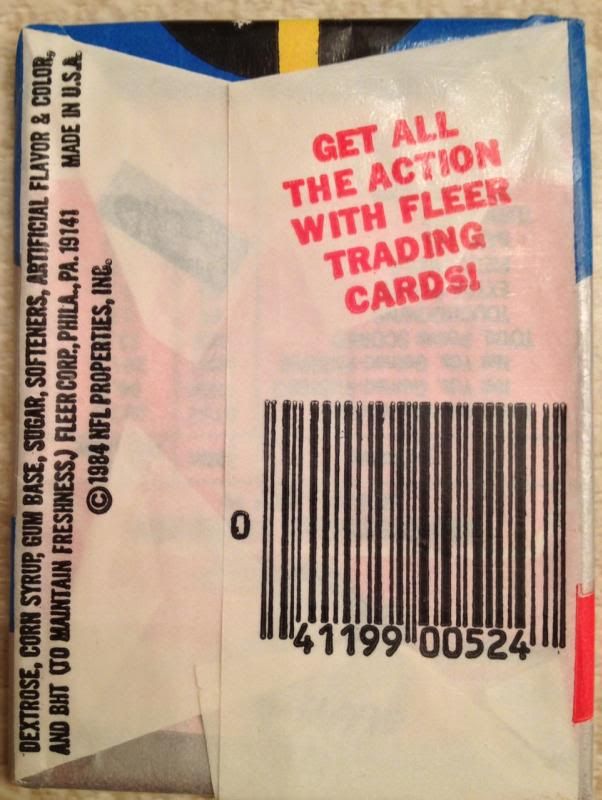 DEXTROSE, CORN SYRUP, GUM BASE, SUGAR, SOFTENERS, ARTIFICIAL FLAVOR & COLOR,
AND BHT (TO MAINTAIN FRESHNESS.) FLEER CORP., PHILA., PA. 19141 MADE IN U.S.A.
© 1984 NFL PROPERTIES, INC.
GET ALL
THE ACTION
WITH FLEER
TRADING
CARDS!
0 41199 00524